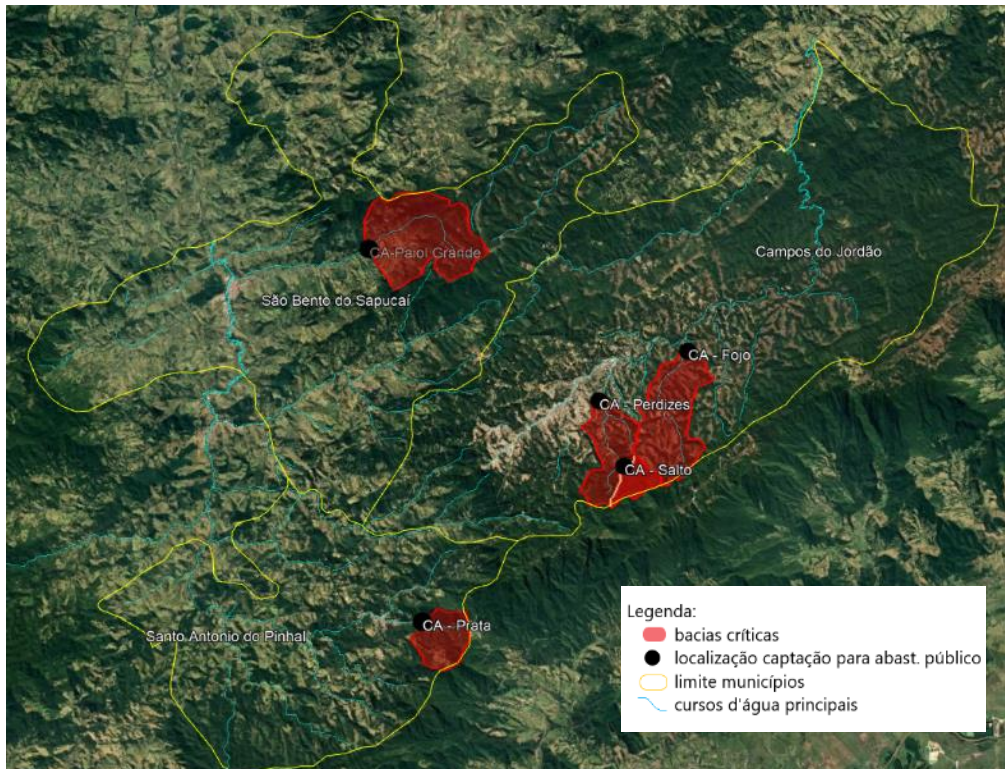 CA-Paiol Grande
Campos do Jordão
São Bento do Sapucaí
CA - Fojo
CA - Perdizes
CA - Salto
CA - Prata
Santo Antonio do Pinhal
Legenda:
bacias críticas
localização captação para abast. público
limite municípios
cursos d'água principais